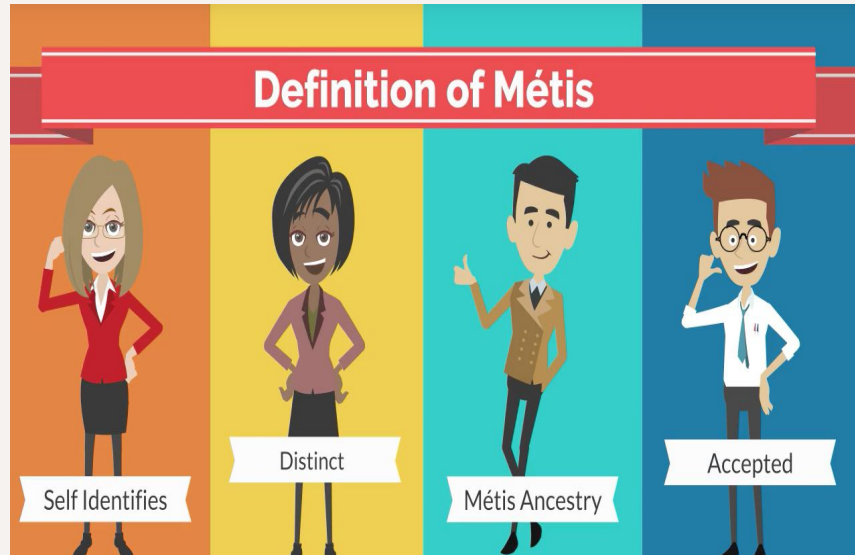 Definition of Métis
Self Identifies
Distinct
Métis Ancestry
Accepted